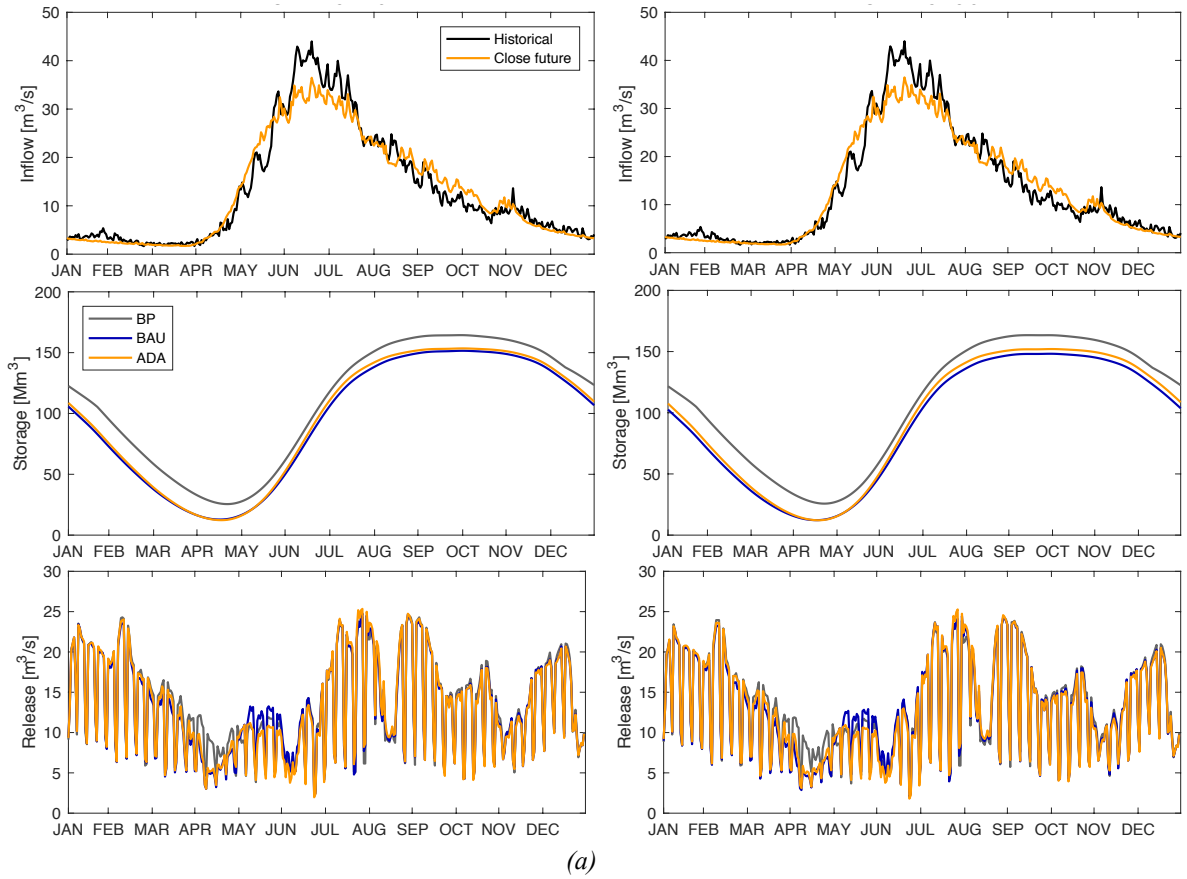 50
40
30
20
10
0
Inflow [m³/s]
Historical
Close future
JAN FEB MAR APR MAY JUN JUL AUG SEP OCT NOV DEC
50
40
30
20
10
0
Inflow [m³/s]
JAN FEB MAR APR MAY JUN JUL AUG SEP OCT NOV DEC
200
150
100
50
0
Storage [Mm³]
BP
BAU
ADA
JAN FEB MAR APR MAY JUN JUL AUG SEP OCT NOV DEC
200
150
100
50
0
Storage [Mm³]
JAN FEB MAR APR MAY JUN JUL AUG SEP OCT NOV DEC
30
25
20
15
10
5
0
Release [m³/s]
JAN FEB MAR APR MAY JUN JUL AUG SEP OCT NOV DEC
30
25
20
15
10
5
0
Release [m³/s]
JAN FEB MAR APR MAY JUN JUL AUG SEP OCT NOV DEC
(a)